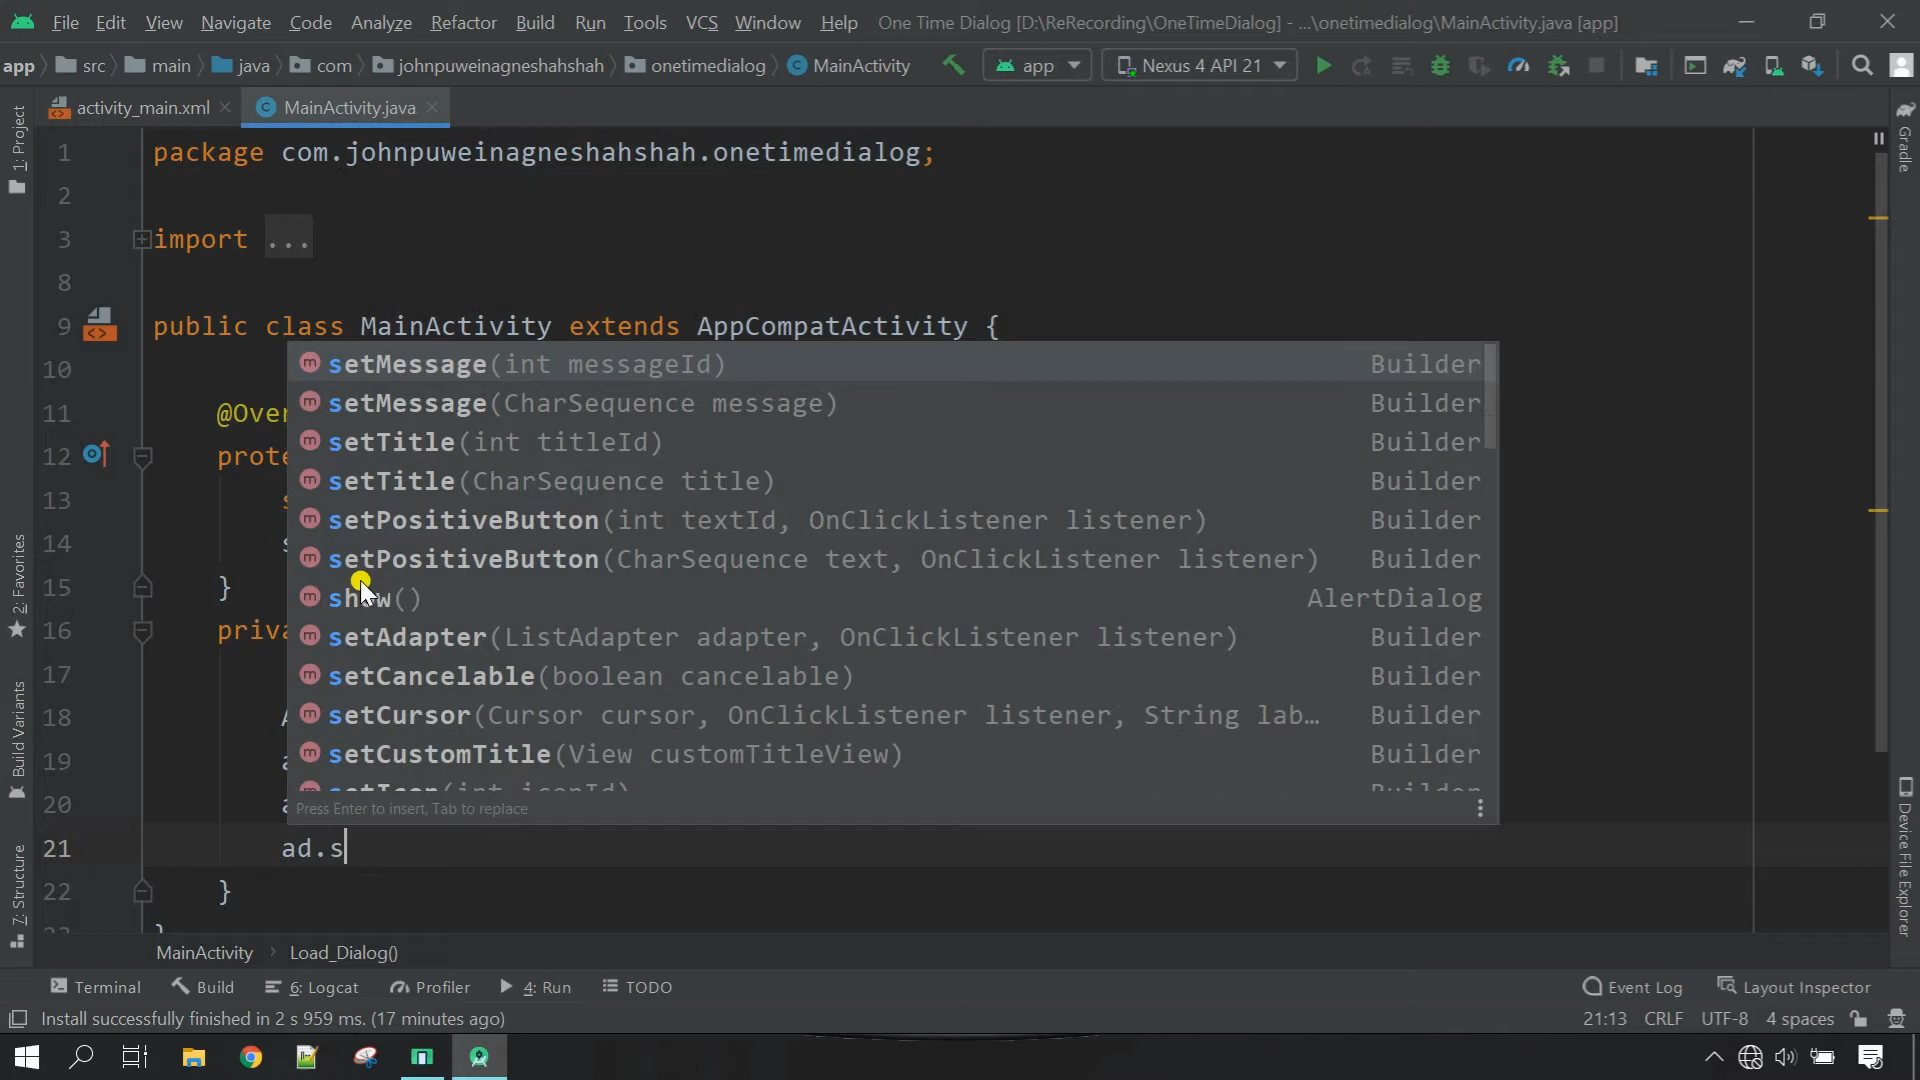 File Edit View Navigate Code Analyze Refactor Build Run Tools VCS Window Help One Time Dialog [D:\ReRecording\OneTimeDialog] - ...\onetimedialog\MainActivity.java [app]
app src main java com johnpuweinagneshahshah onetimedialog MainActivity app Nexus 4 API 21
activity_main.xml MainActivity.java
1: Project
2: Favorites
Build Variants
7: Structure
1 package com.johnpuweinagneshahshah.onetimedialog;
2
3 import ...
8
9 public class MainActivity extends AppCompatActivity {
10
11 @Over
12 prote
13 s
14 s
15 }
16 priva
17
18 A
19 a
20 a
21 ad.s
22 }
23 }
setMessage(int messageId) Builder
setMessage(CharSequence message) Builder
setTitle(int titleId) Builder
setTitle(CharSequence title) Builder
setPositiveButton(int textId, OnClickListener listener) Builder
setPositiveButton(CharSequence text, OnClickListener listener) Builder
show() AlertDialog
setAdapter(ListAdapter adapter, OnClickListener listener) Builder
setCancelable(boolean cancelable) Builder
setCursor(Cursor cursor, OnClickListener listener, String lab… Builder
setCustomTitle(View customTitleView) Builder
setIcon(int iconId) Builder
Press Enter to insert, Tab to replace
Gradle
Device File Explorer
MainActivity Load_Dialog()
Terminal Build 6: Logcat Profiler 4: Run TODO Event Log Layout Inspector
Install successfully finished in 2 s 959 ms. (17 minutes ago) 21:13 CRLF UTF-8 4 spaces